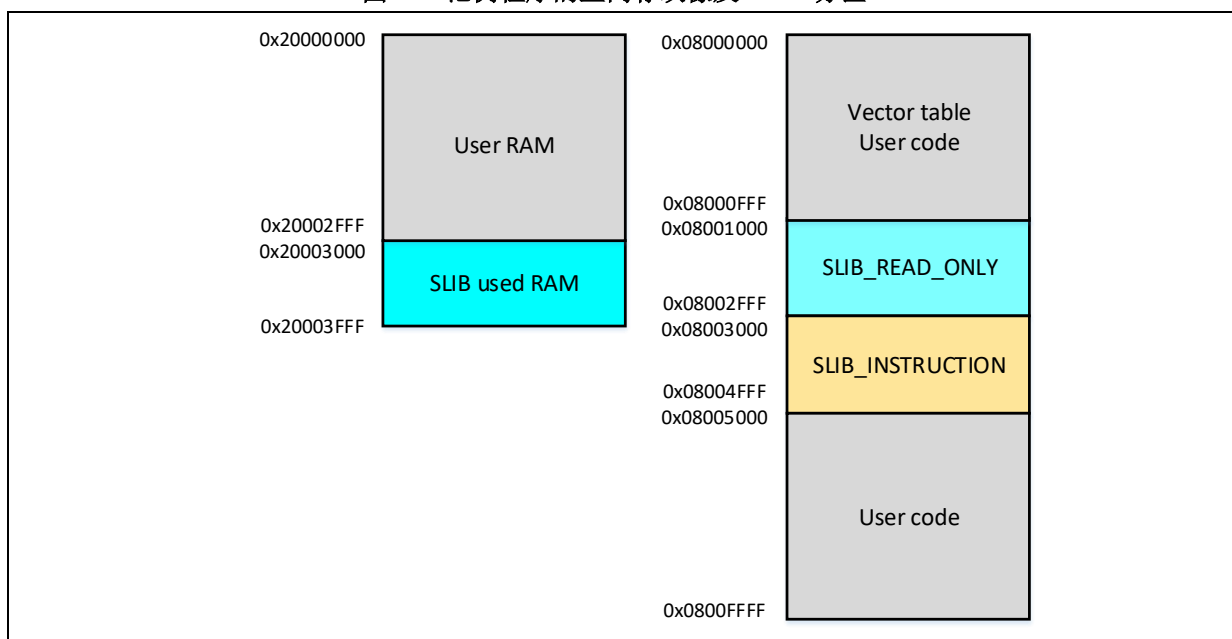 0x20000000
User RAM
0x20002FFF
0x20003000
SLIB used RAM
0x20003FFF
0x08000000
Vector table
User code
0x08000FFF
0x08001000
SLIB_READ_ONLY
0x08002FFF
0x08003000
SLIB_INSTRUCTION
0x08004FFF
0x08005000
User code
0x0800FFFF